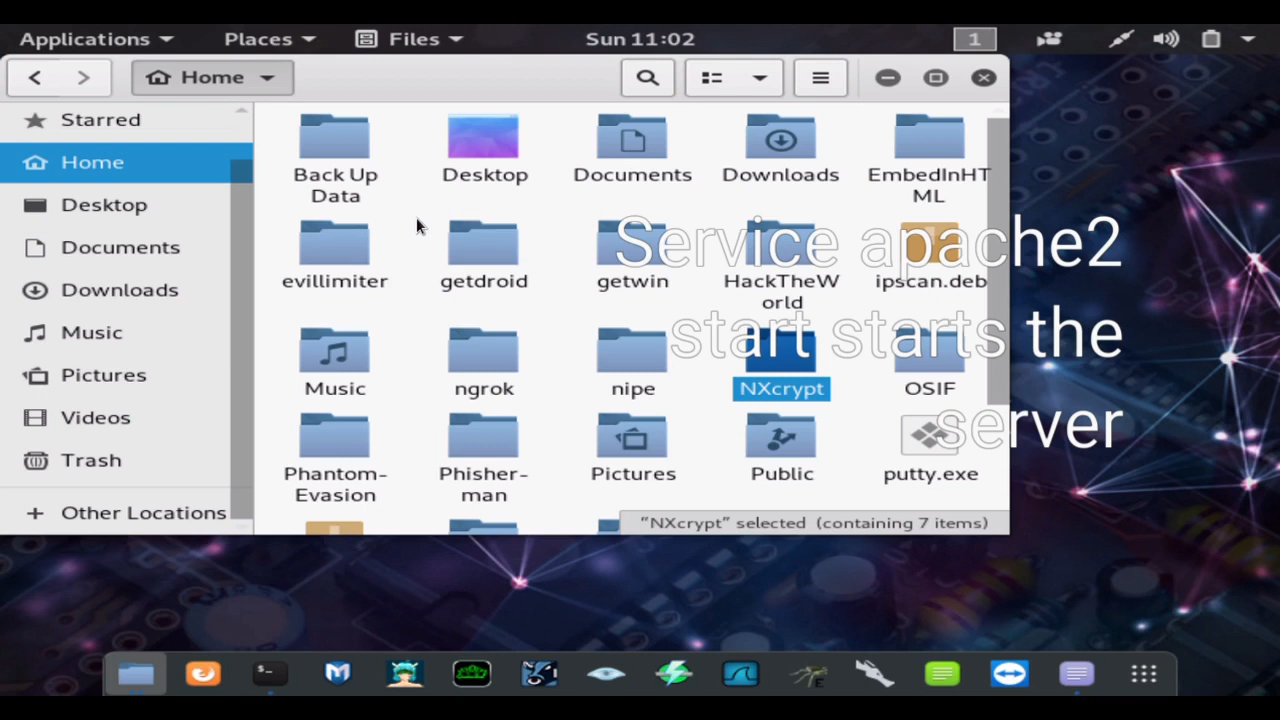 Applications Places Files Sun 11:02 1
Home
Starred
Home
Desktop
Documents
Downloads
Music
Pictures
Videos
Trash
Other Locations
Back Up
Data
Desktop
Documents
Downloads
EmbedInHT
ML
evillimiter
getdroid
getwin
HackTheW
orld
ipscan.deb
Music
ngrok
nipe
NXcrypt
OSIF
Phantom-
Evasion
Phisher-
man
Pictures
Public
putty.exe
"NXcrypt" selected (containing 7 items)
Service apache2
start starts the
server